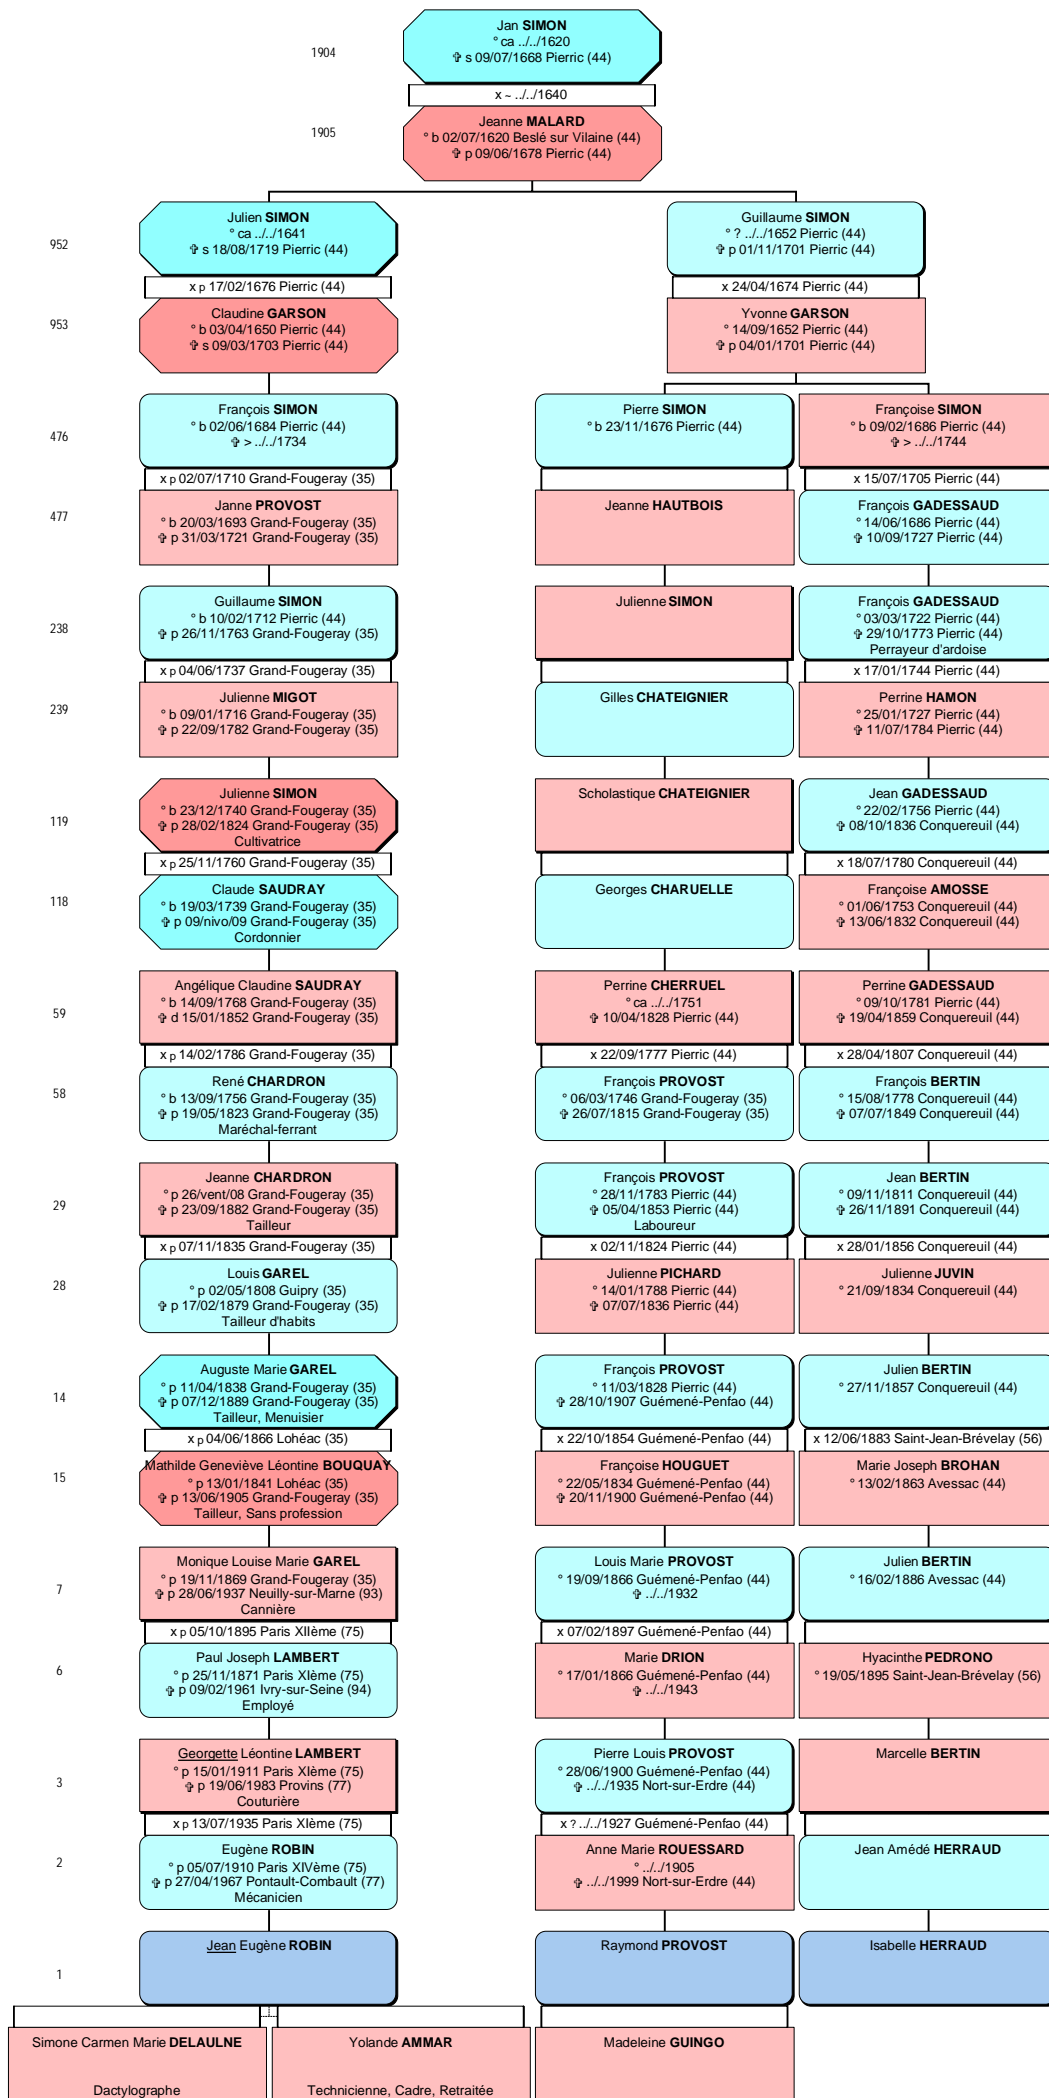 1904
Jan SIMON
° ca ../../1620
✞ s 09/07/1668 Pierric (44)
x ~ ../../1640
1905
Jeanne MALARD
° b 02/07/1620 Beslé sur Vilaine (44)
✞ p 09/06/1678 Pierric (44)
952
Julien SIMON
° ca ../../1641
✞ s 18/08/1719 Pierric (44)
x p 17/02/1676 Pierric (44)
953
Claudine GARSON
° b 03/04/1650 Pierric (44)
✞ s 09/03/1703 Pierric (44)
Guillaume SIMON
° ? ../../1652 Pierric (44)
✞ p 01/11/1701 Pierric (44)
x 24/04/1674 Pierric (44)
Yvonne GARSON
° 14/09/1652 Pierric (44)
✞ p 04/01/1701 Pierric (44)
476
François SIMON
° b 02/06/1684 Pierric (44)
✞ > ../../1734
x p 02/07/1710 Grand-Fougeray (35)
477
Janne PROVOST
° b 20/03/1693 Grand-Fougeray (35)
✞ p 31/03/1721 Grand-Fougeray (35)
Pierre SIMON
° b 23/11/1676 Pierric (44)
Jeanne HAUTBOIS
Françoise SIMON
° b 09/02/1686 Pierric (44)
✞ > ../../1744
x 15/07/1705 Pierric (44)
François GADESSAUD
° 14/06/1686 Pierric (44)
✞ 10/09/1727 Pierric (44)
238
Guillaume SIMON
° b 10/02/1712 Pierric (44)
✞ p 26/11/1763 Grand-Fougeray (35)
x p 04/06/1737 Grand-Fougeray (35)
239
Julienne MIGOT
° b 09/01/1716 Grand-Fougeray (35)
✞ p 22/09/1782 Grand-Fougeray (35)
Julienne SIMON
Gilles CHATEIGNIER
François GADESSAUD
° 03/03/1722 Pierric (44)
✞ 29/10/1773 Pierric (44)
Perrayeur d'ardoise
x 17/01/1744 Pierric (44)
Perrine HAMON
° 25/01/1727 Pierric (44)
✞ 11/07/1784 Pierric (44)
119
Julienne SIMON
° b 23/12/1740 Grand-Fougeray (35)
✞ p 28/02/1824 Grand-Fougeray (35)
Cultivatrice
x p 25/11/1760 Grand-Fougeray (35)
118
Claude SAUDRAY
° b 19/03/1739 Grand-Fougeray (35)
✞ p 09/nivo/09 Grand-Fougeray (35)
Cordonnier
Scholastique CHATEIGNIER
Georges CHARUELLE
Jean GADESSAUD
° 22/02/1756 Pierric (44)
✞ 08/10/1836 Conquereuil (44)
x 18/07/1780 Conquereuil (44)
Françoise AMOSSE
° 01/06/1753 Conquereuil (44)
✞ 13/06/1832 Conquereuil (44)
59
Angélique Claudine SAUDRAY
° b 14/09/1768 Grand-Fougeray (35)
✞ d 15/01/1852 Grand-Fougeray (35)
x p 14/02/1786 Grand-Fougeray (35)
58
René CHARDRON
° b 13/09/1756 Grand-Fougeray (35)
✞ p 19/05/1823 Grand-Fougeray (35)
Maréchal-ferrant
Perrine CHERRUEL
° ca ../../1751
✞ 10/04/1828 Pierric (44)
x 22/09/1777 Pierric (44)
François PROVOST
° 06/03/1746 Grand-Fougeray (35)
✞ 26/07/1815 Grand-Fougeray (35)
Perrine GADESSAUD
° 09/10/1781 Pierric (44)
✞ 19/04/1859 Conquereuil (44)
x 28/04/1807 Conquereuil (44)
François BERTIN
° 15/08/1778 Conquereuil (44)
✞ 07/07/1849 Conquereuil (44)
29
Jeanne CHARDRON
° p 26/vent/08 Grand-Fougeray (35)
✞ p 23/09/1882 Grand-Fougeray (35)
Tailleur
x p 07/11/1835 Grand-Fougeray (35)
28
Louis GAREL
° p 02/05/1808 Guipry (35)
✞ p 17/02/1879 Grand-Fougeray (35)
Tailleur d'habits
François PROVOST
° 28/11/1783 Pierric (44)
✞ 05/04/1853 Pierric (44)
Laboureur
x 02/11/1824 Pierric (44)
Julienne PICHARD
° 14/01/1788 Pierric (44)
✞ 07/07/1836 Pierric (44)
Jean BERTIN
° 09/11/1811 Conquereuil (44)
✞ 26/11/1891 Conquereuil (44)
x 28/01/1856 Conquereuil (44)
Julienne JUVIN
° 21/09/1834 Conquereuil (44)
14
Auguste Marie GAREL
° p 11/04/1838 Grand-Fougeray (35)
✞ p 07/12/1889 Grand-Fougeray (35)
Tailleur, Menuisier
x p 04/06/1866 Lohéac (35)
15
Mathilde Geneviève Léontine BOUQUAY
° p 13/01/1841 Lohéac (35)
✞ p 13/06/1905 Grand-Fougeray (35)
Tailleur, Sans profession
François PROVOST
° 11/03/1828 Pierric (44)
✞ 28/10/1907 Guémené-Penfao (44)
x 22/10/1854 Guémené-Penfao (44)
Françoise HOUGUET
° 22/05/1834 Guémené-Penfao (44)
✞ 20/11/1900 Guémené-Penfao (44)
Julien BERTIN
° 27/11/1857 Conquereuil (44)
x 12/06/1883 Saint-Jean-Brévelay (56)
Marie Joseph BROHAN
° 13/02/1863 Avessac (44)
7
Monique Louise Marie GAREL
° p 19/11/1869 Grand-Fougeray (35)
✞ p 28/06/1937 Neuilly-sur-Marne (93)
Cannière
x p 05/10/1895 Paris XIIème (75)
6
Paul Joseph LAMBERT
° p 25/11/1871 Paris XIème (75)
✞ p 09/02/1961 Ivry-sur-Seine (94)
Employé
Louis Marie PROVOST
° 19/09/1866 Guémené-Penfao (44)
✞ ../../1932
x 07/02/1897 Guémené-Penfao (44)
Marie DRION
° 17/01/1866 Guémené-Penfao (44)
✞ ../../1943
Julien BERTIN
° 16/02/1886 Avessac (44)
Hyacinthe PEDRONO
° 19/05/1895 Saint-Jean-Brévelay (56)
3
Georgette Léontine LAMBERT
° p 15/01/1911 Paris XIème (75)
✞ p 19/06/1983 Provins (77)
Couturière
x p 13/07/1935 Paris XIème (75)
2
Eugène ROBIN
° p 05/07/1910 Paris XIVème (75)
✞ p 27/04/1967 Pontault-Combault (77)
Mécanicien
Pierre Louis PROVOST
° 28/06/1900 Guémené-Penfao (44)
✞ ../../1935 Nort-sur-Erdre (44)
x ? ../../1927 Guémené-Penfao (44)
Anne Marie ROUESSARD
° ../../1905
✞ ../../1999 Nort-sur-Erdre (44)
Marcelle BERTIN
Jean Amédé HERRAUD
1
Jean Eugène ROBIN
Raymond PROVOST
Isabelle HERRAUD
Simone Carmen Marie DELAULNE
Dactylographe
Yolande AMMAR
Technicienne, Cadre, Retraitée
Madeleine GUINGO